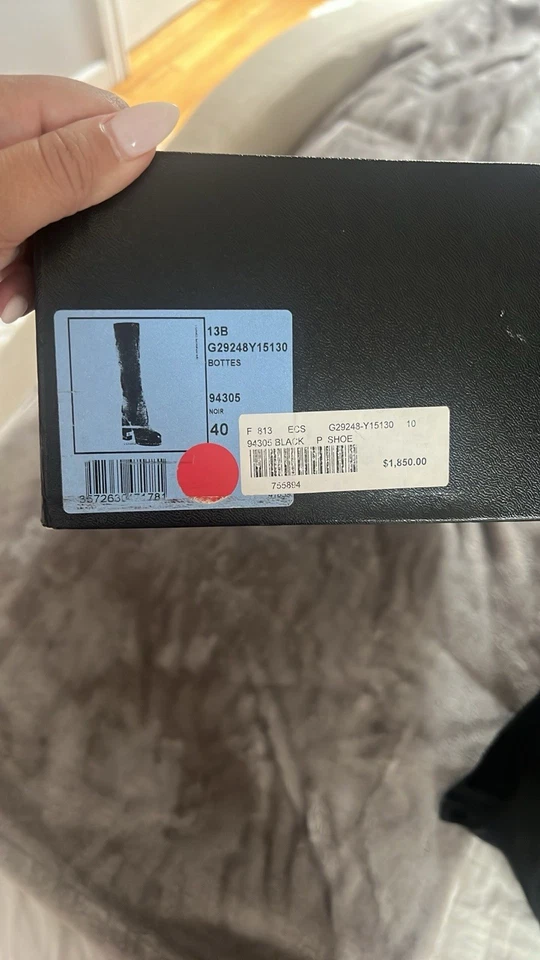 13B
G29248Y15130
BOTTES
94305
NOIR
40
F 813 ECS G29248-Y15130 10
94305 BLACK P SHOE
$1,850.00
755894